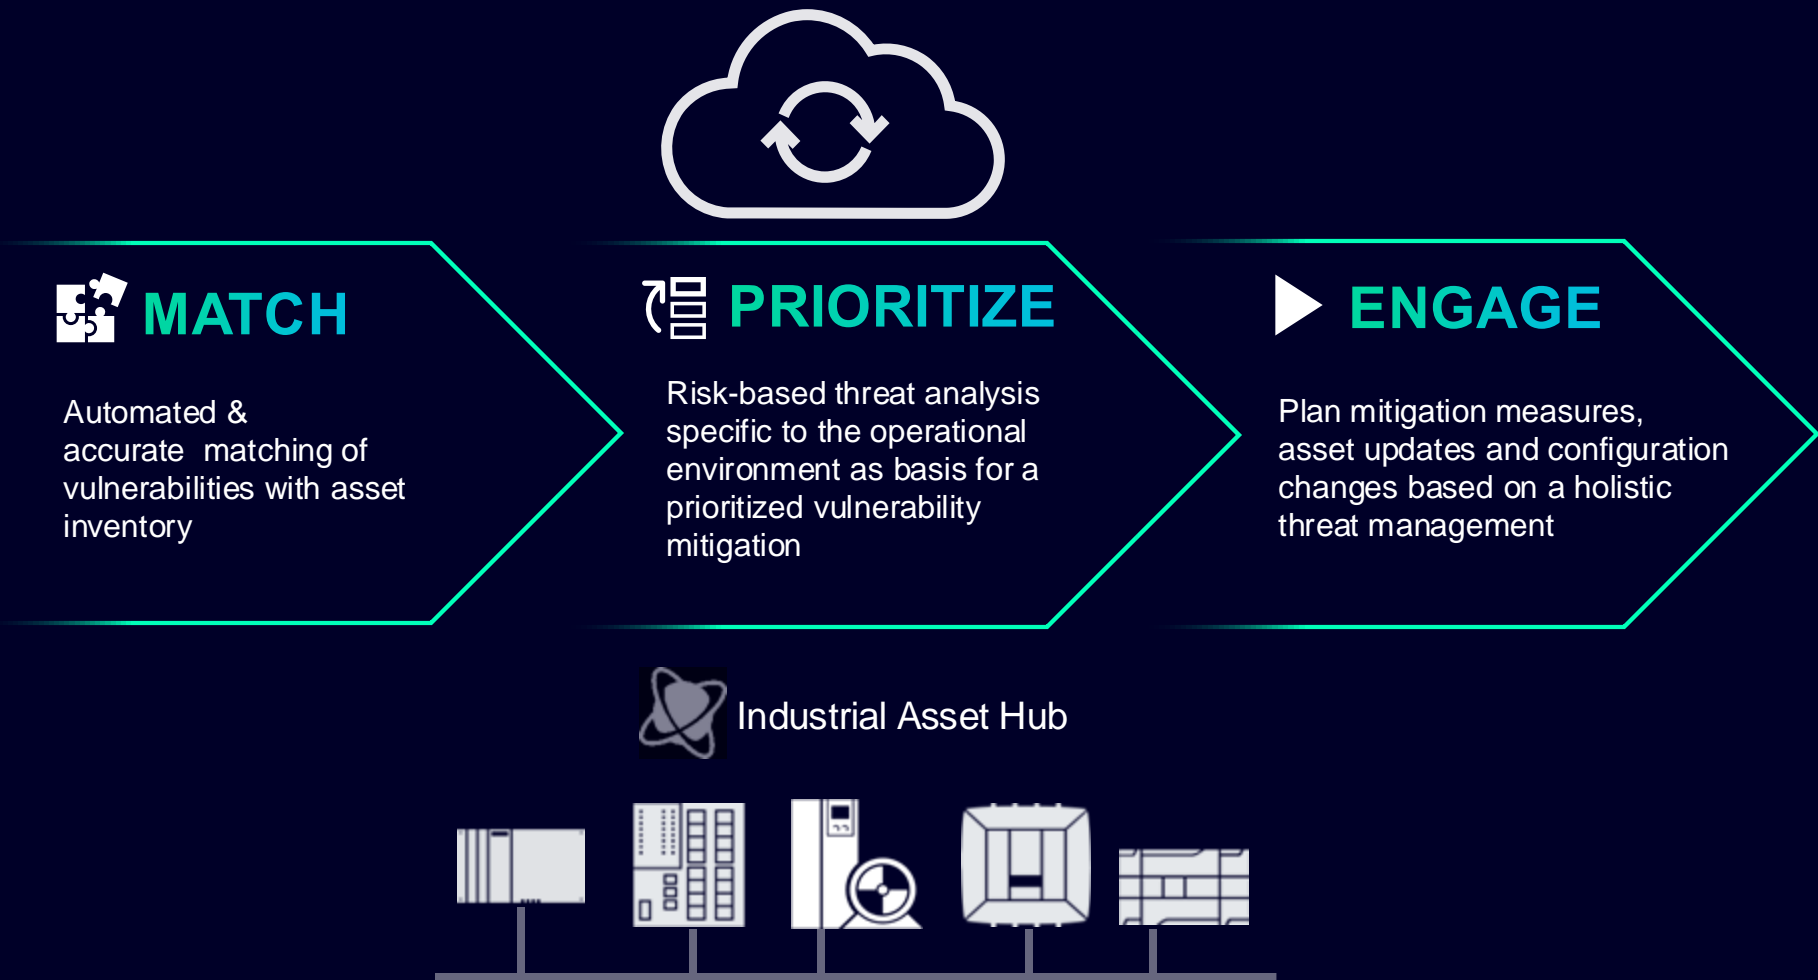 MATCH
Automated &
accurate  matching of
vulnerabilities with asset
inventory
PRIORITIZE
Risk-based threat analysis
specific to the operational
environment as basis for a
prioritized vulnerability
mitigation
ENGAGE
Plan mitigation measures,
asset updates and configuration
changes based on a holistic
threat management
Industrial Asset Hub